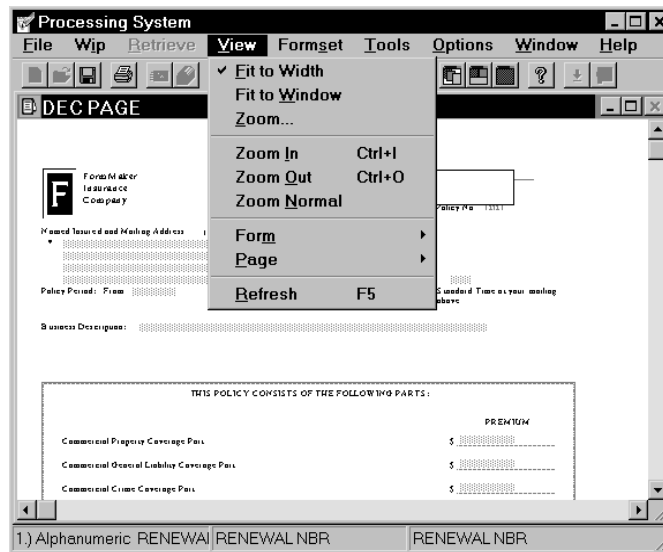 Processing System
File Wip Retrieve View Formset Tools Options Window Help
DEC PAGE
✓ Fit to Width
Fit to Window
Zoom...
Zoom In Ctrl+I
Zoom Out Ctrl+O
Zoom Normal
Form
Page
Refresh F5
F
FormMaker
Insurance
Company
Policy No
Named Insured and Mailing Address
Policy Period: From
Standard Time at your mailing
above
Business Description:
THIS POLICY CONSISTS OF THE FOLLOWING PARTS:
PREMIUM
Commercial Property Coverage Part $
Commercial General Liability Coverage Part $
Commercial Crime Coverage Part $
1.) Alphanumeric RENEWAL RENEWAL NBR RENEWAL NBR